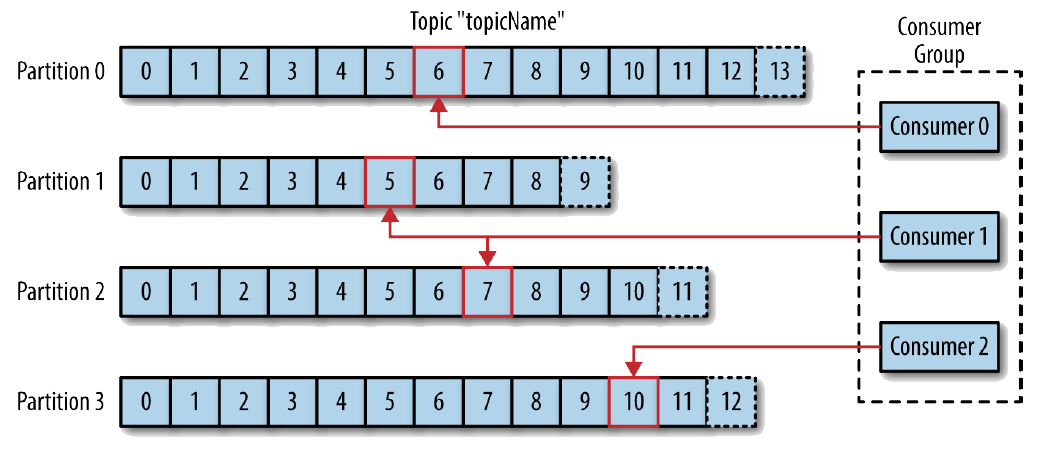 Topic "topicName"
Consumer
Group
Partition 0 0 1 2 3 4 5 6 7 8 9 10 11 12 13
Consumer 0
Partition 1 0 1 2 3 4 5 6 7 8 9
Consumer 1
Partition 2 0 1 2 3 4 5 6 7 8 9 10 11
Consumer 2
Partition 3 0 1 2 3 4 5 6 7 8 9 10 11 12